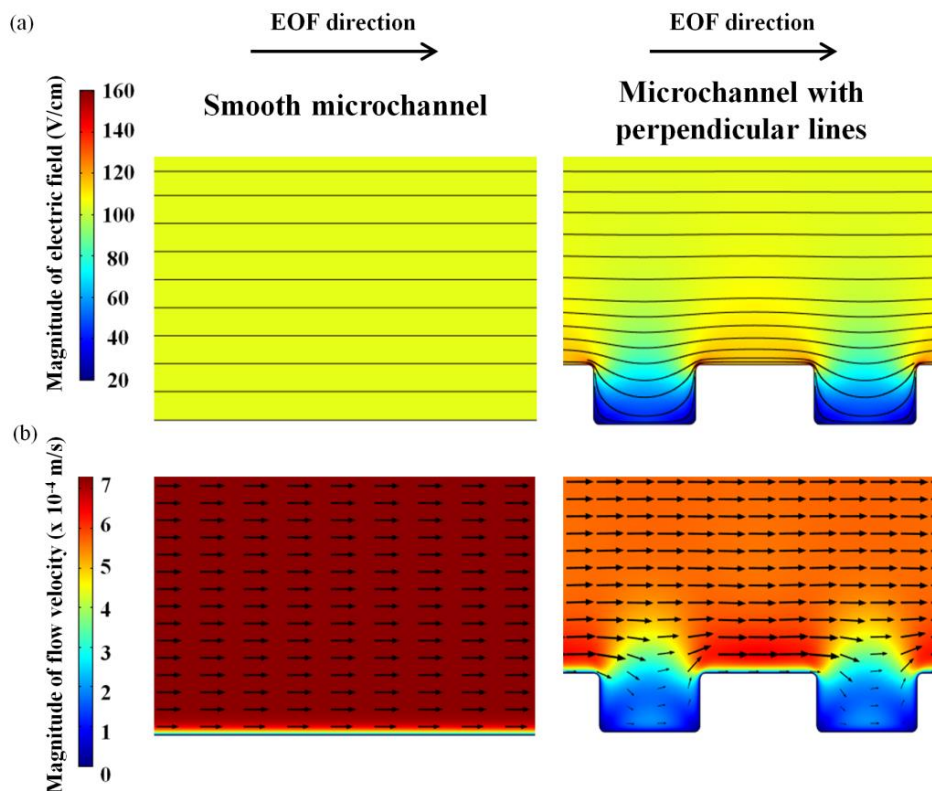 (a)
EOF direction
EOF direction
Smooth microchannel
Microchannel with
perpendicular lines
Magnitude of electric field (V/cm)
160
140
120
100
80
60
40
20
(b)
Magnitude of flow velocity (x 10⁻⁴ m/s)
7
6
5
4
3
2
1
0